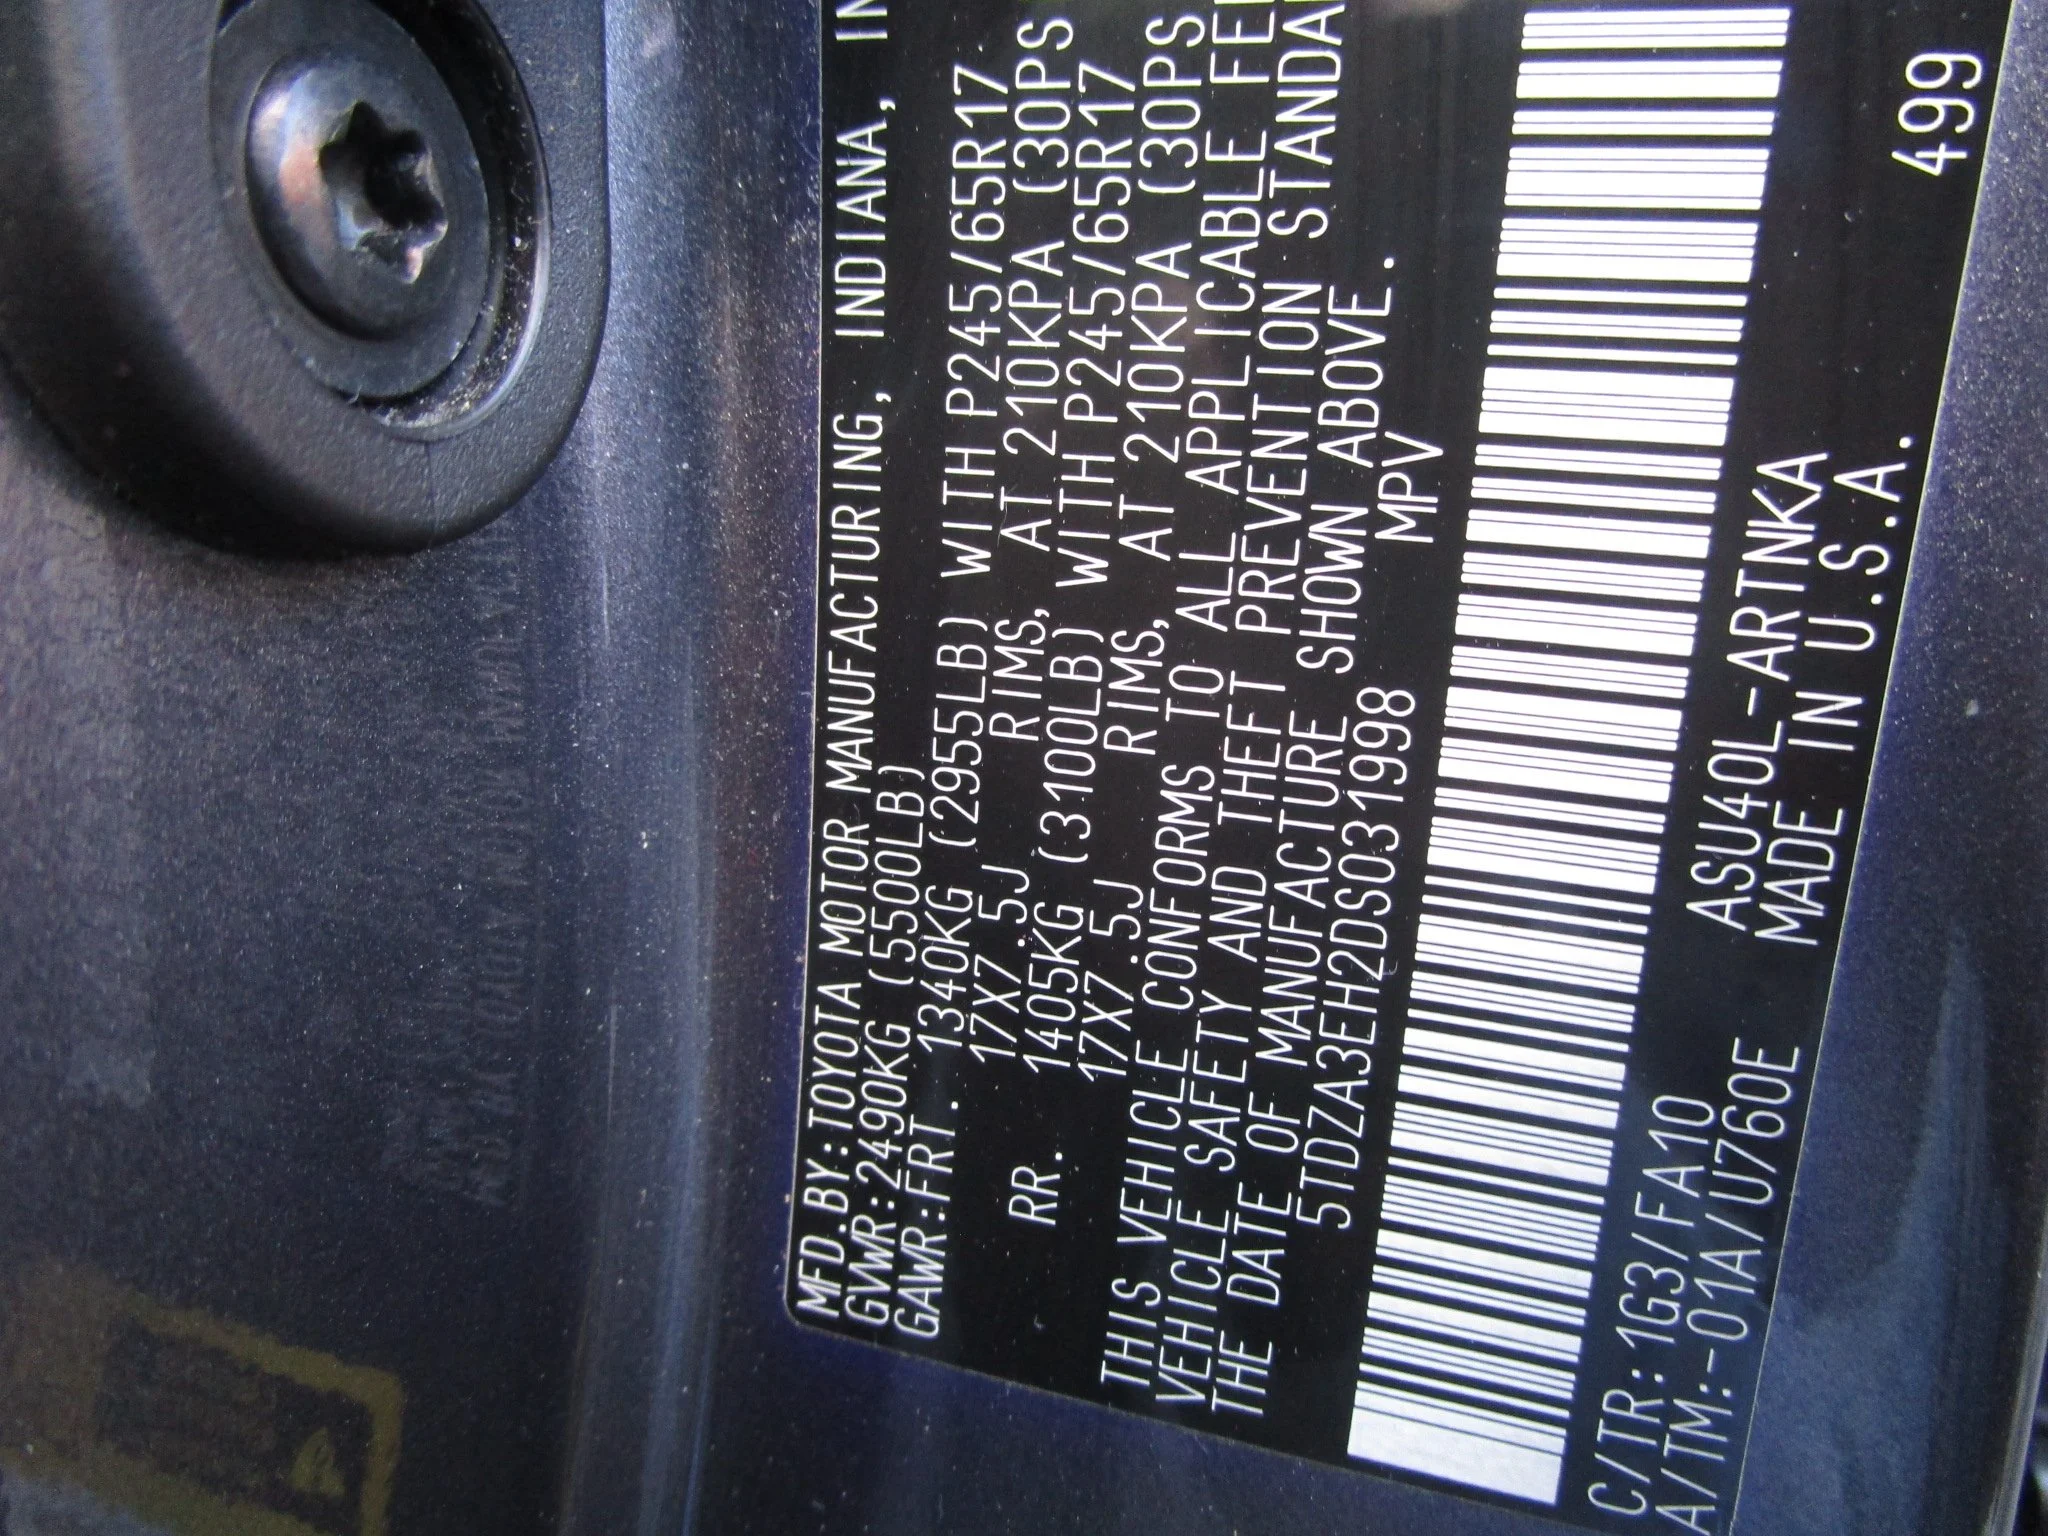 MFD.BY:TOYOTA MOTOR MANUFACTURING, INDIANA, IN
GVWR:2490KG (5500LB)
GAWR:FRT. 1340KG (2955LB) WITH P245/65R17
17X7.5J RIMS, AT 210KPA (30PS
RR. 1405KG (3100LB) WITH P245/65R17
17X7.5J RIMS, AT 210KPA (30PS
THIS VEHICLE CONFORMS TO ALL APPLICABLE FE
VEHICLE SAFETY AND THEFT PREVENTION STANDA
THE DATE OF MANUFACTURE SHOWN ABOVE.
5TDZA3EH2DS031998 MPV
C/TR:1G3/FA10 ASU40L-ARTNKA
A/TM:-01A/U760E MADE IN U.S.A. 499